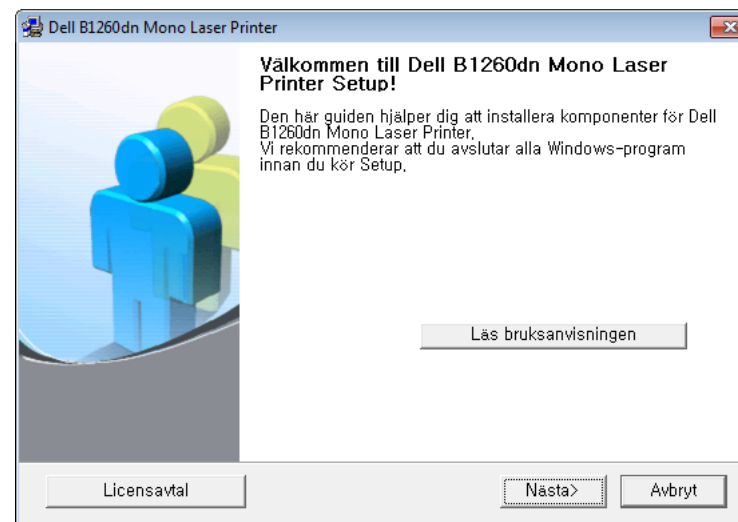 Dell B1260dn Mono Laser Printer
Välkommen till Dell B1260dn Mono Laser
Printer Setup!
Den här guiden hjälper dig att installera komponenter för Dell
B1260dn Mono Laser Printer.
Vi rekommenderar att du avslutar alla Windows-program
innan du kör Setup.
Läs bruksanvisningen
Licensavtal
Nästa>
Avbryt